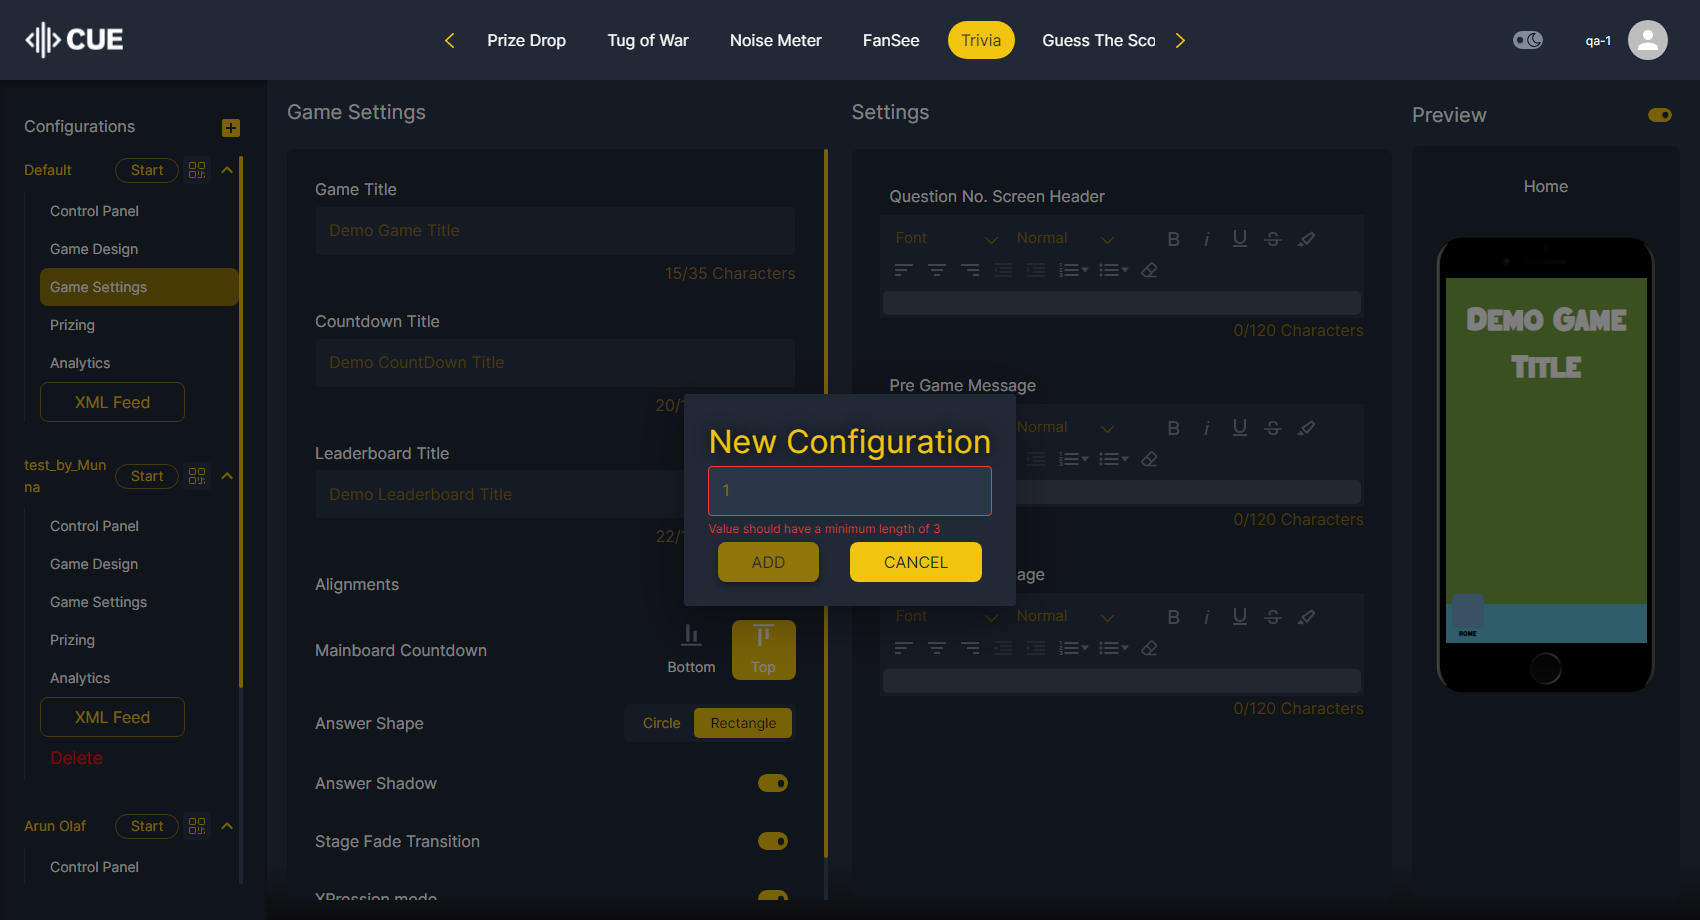 CUE
Prize Drop
Tug of War
Noise Meter
FanSee
Trivia
Guess The Sco
qa-1
Configurations
Default
Start
Control Panel
Game Design
Game Settings
Prizing
Analytics
XML Feed
test_by_Mun
na
Start
Control Panel
Game Design
Game Settings
Prizing
Analytics
XML Feed
Delete
Arun Olaf
Start
Control Panel
Game Settings
Game Title
Demo Game Title
15/35 Characters
Countdown Title
Demo CountDown Title
20/
Leaderboard Title
Demo Leaderboard Title
22/
Alignments
Mainboard Countdown
Bottom
Top
Answer Shape
Circle
Rectangle
Answer Shadow
Stage Fade Transition
XPression mode
New Configuration
1
Value should have a minimum length of 3
ADD
CANCEL
Settings
Question No. Screen Header
Font
Normal
B
i
U
S
0/120 Characters
Pre Game Message
Normal
B
i
U
S
0/120 Characters
age
Font
Normal
B
i
U
S
0/120 Characters
Preview
Home
Demo Game
Title
HOME